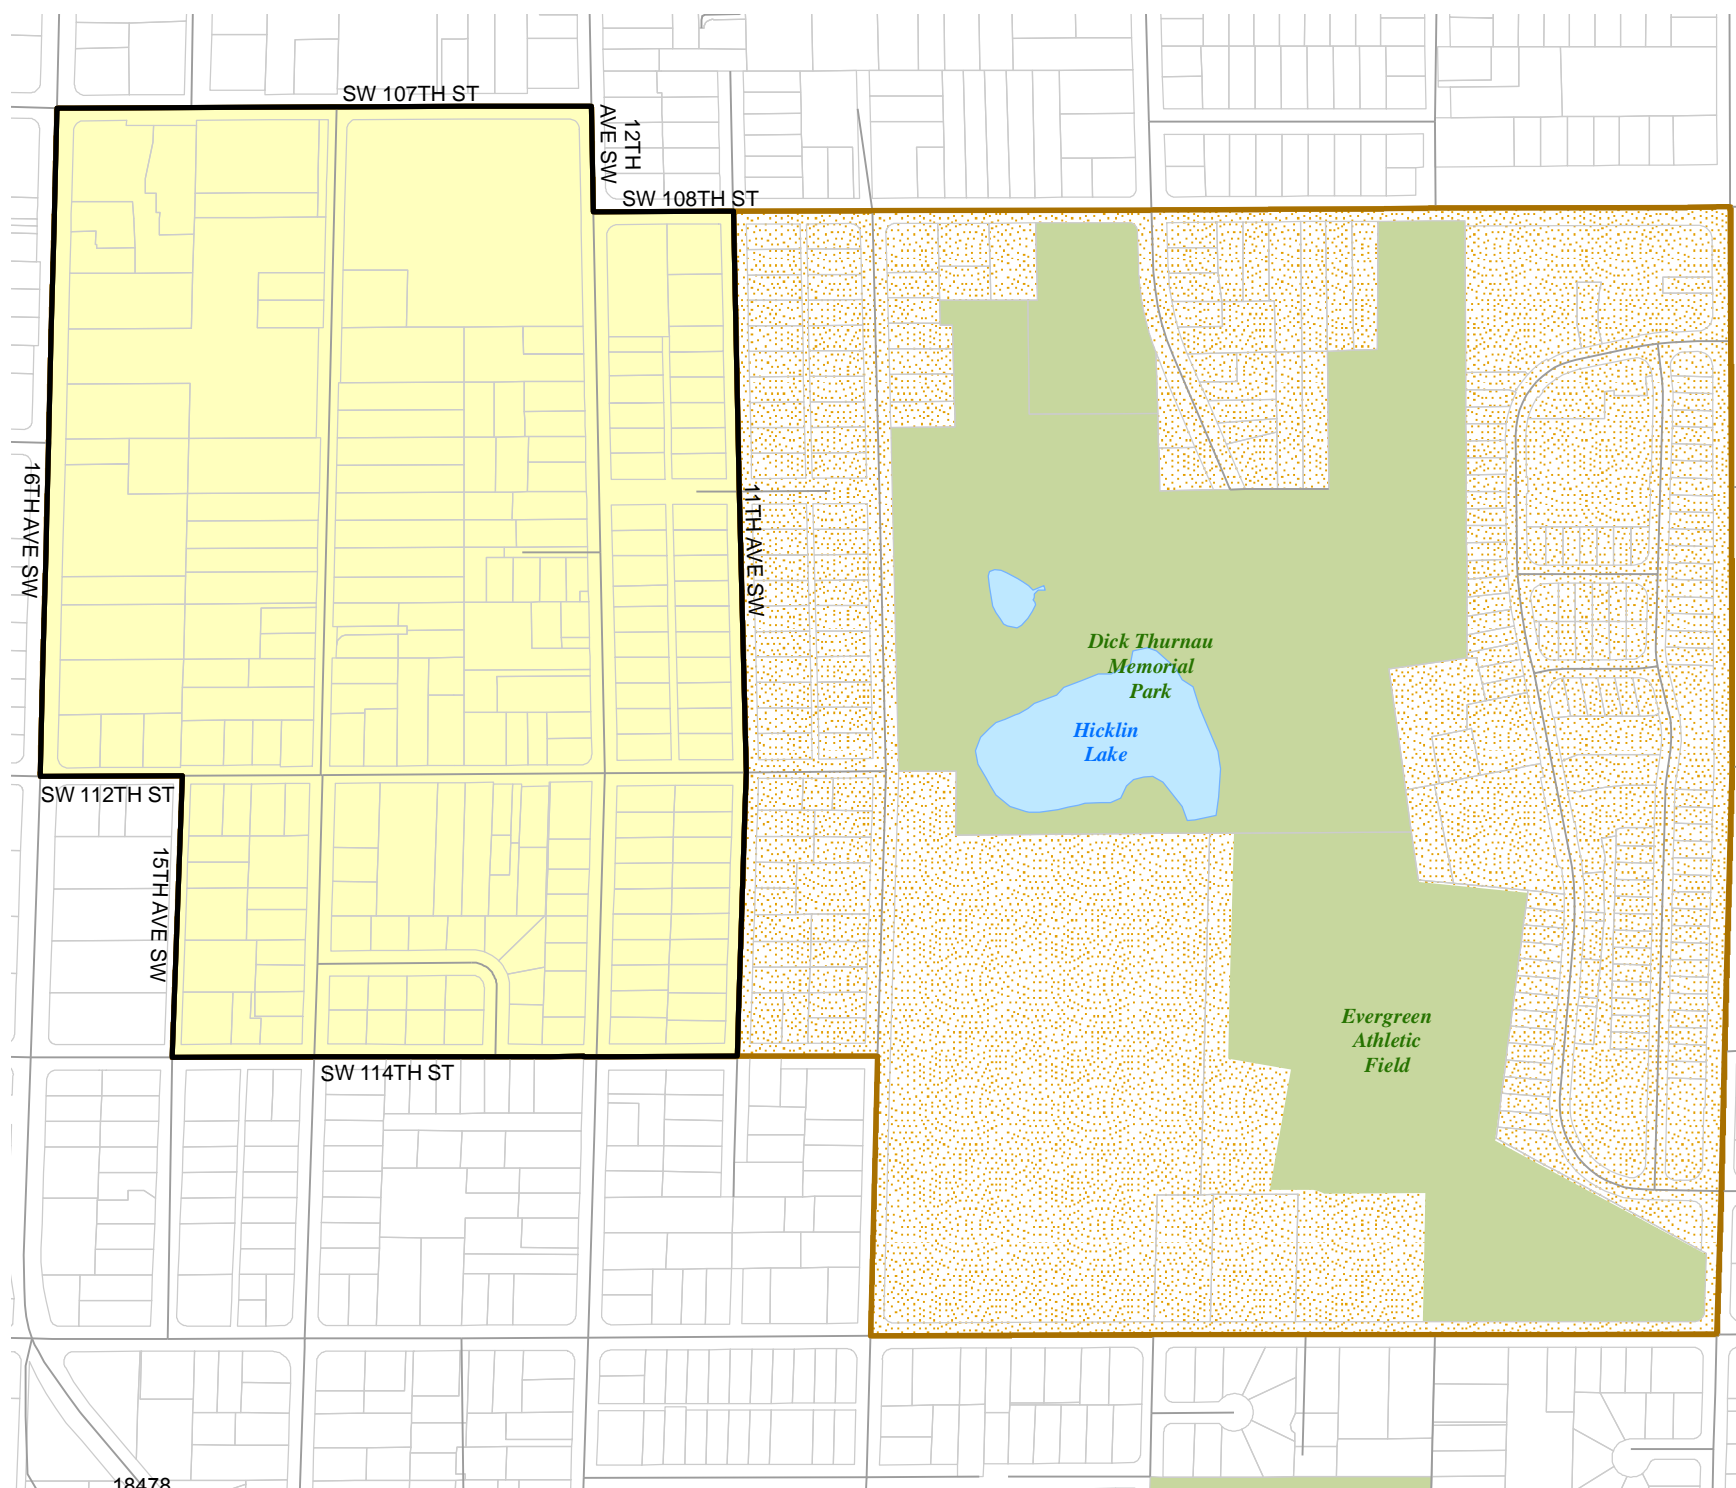 SW 107TH ST
12TH
AVE SW
SW 108TH ST
16TH AVE SW
11TH AVE SW
Dick Thurnau
Memorial
Park
Hicklin
Lake
SW 112TH ST
15TH AVE SW
Evergreen
Athletic
Field
SW 114TH ST
18478